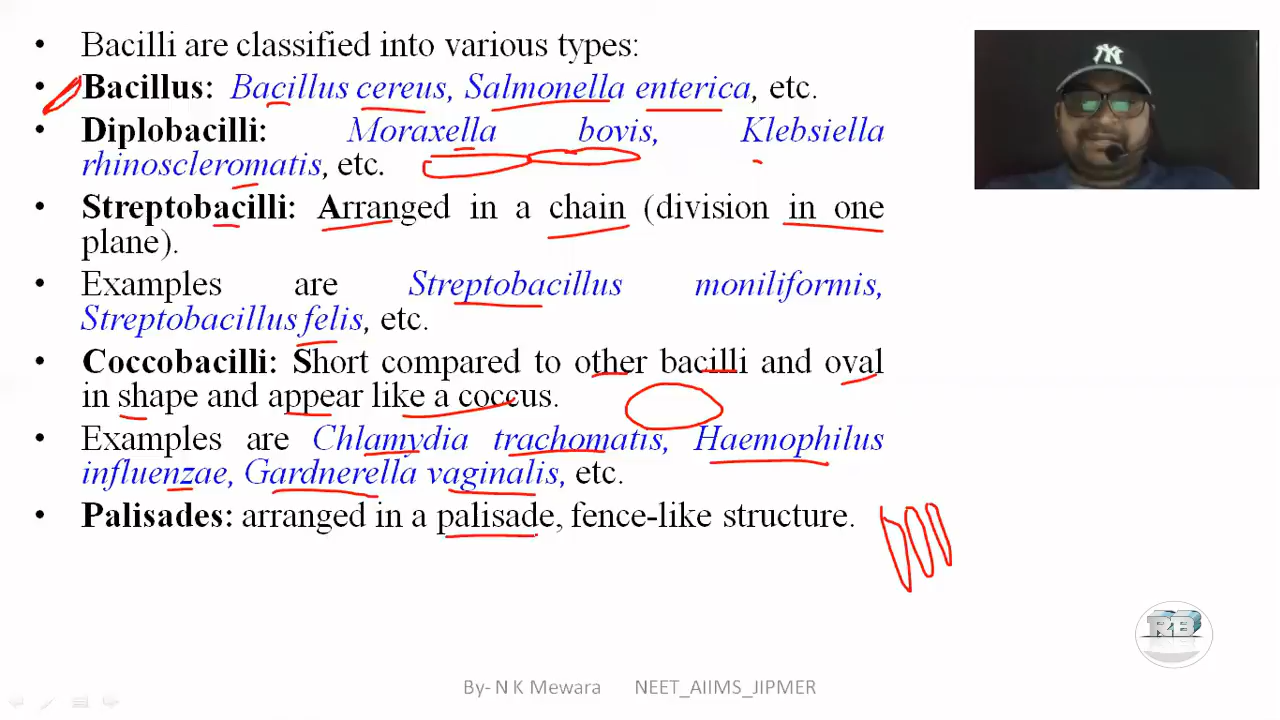 • Bacilli are classified into various types:
• Bacillus: Bacillus cereus, Salmonella enterica, etc.
• Diplobacilli: Moraxella bovis, Klebsiella
rhinoscleromatis, etc.
• Streptobacilli: Arranged in a chain (division in one
plane).
• Examples are Streptobacillus moniliformis,
Streptobacillus felis, etc.
• Coccobacilli: Short compared to other bacilli and oval
in shape and appear like a coccus.
• Examples are Chlamydia trachomatis, Haemophilus
influenzae, Gardnerella vaginalis, etc.
• Palisades: arranged in a palisade, fence-like structure.
NY
RB
By- N K Mewara NEET_AIIMS_JIPMER